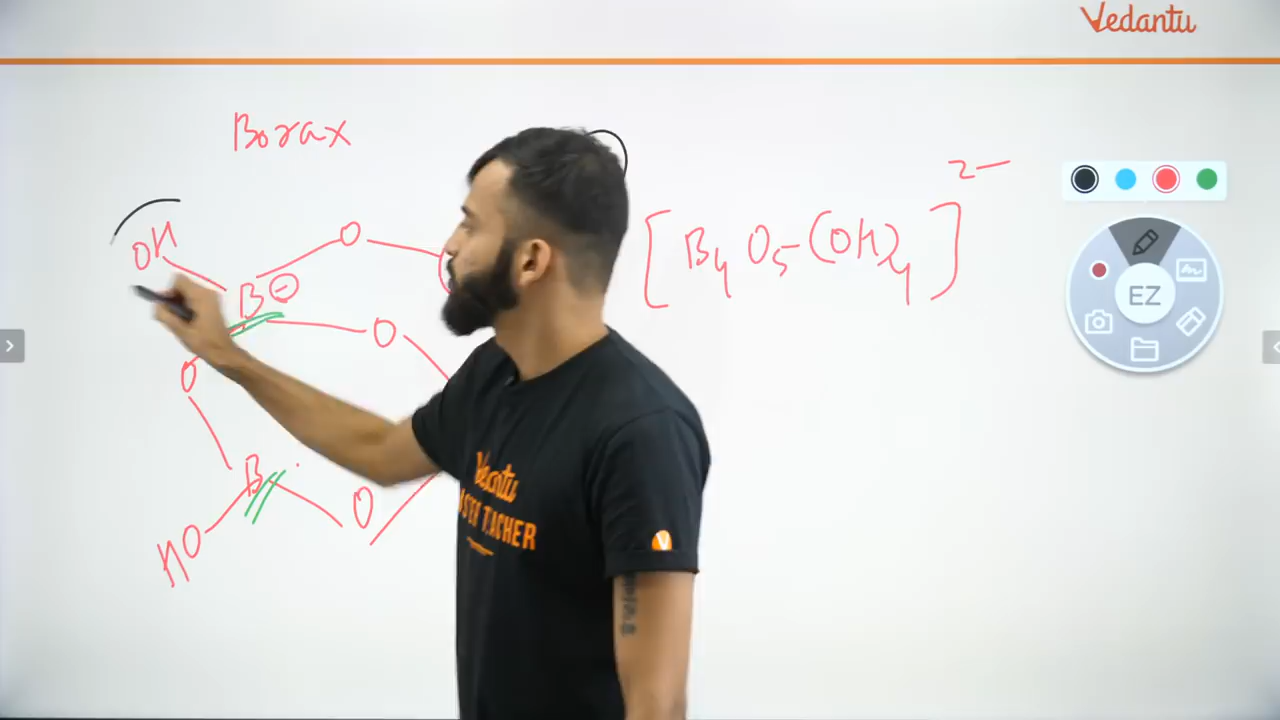 Vedantu
Borax
2-
OH
O
B⊖
[B4O5(OH)4]
O
O
B
O
HO
Vedantu
MASTER TEACHER
V
EZ